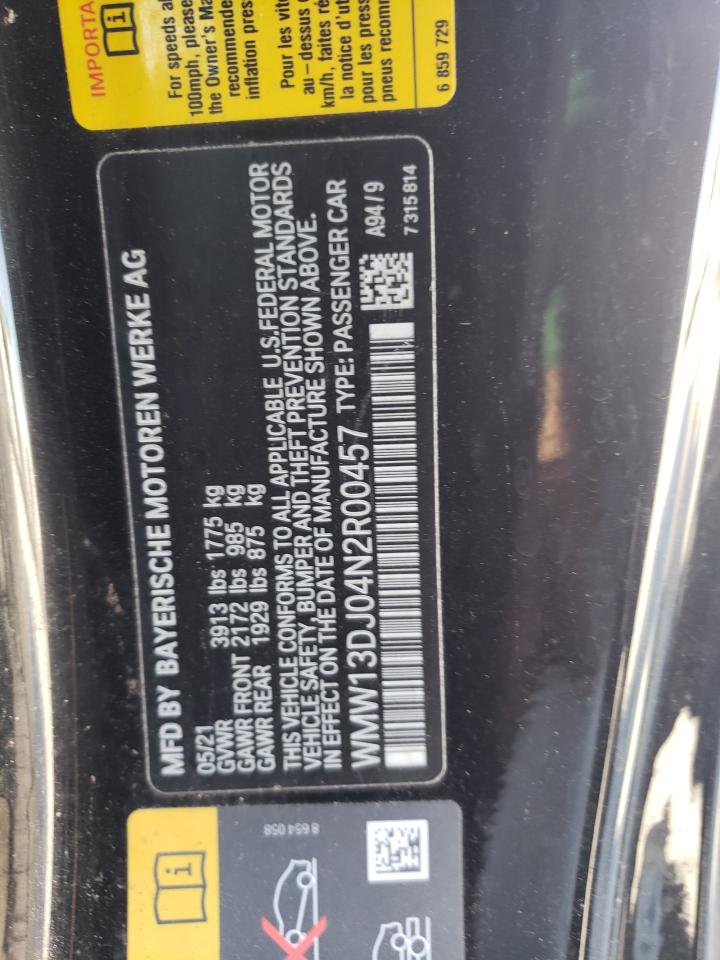 IMPORTA
For speeds a
100mph, please
the Owner's Ma
recommende
inflation pres
Pour les vite
au-dessus
km/h, faites ré
la notice d'ut
pour les press
pneus recomm
6 859 729
MFD BY BAYERISCHE MOTOREN WERKE AG
05/21
GVWR 3913 lbs 1775 kg
GAWR FRONT 2172 lbs 985 kg
GAWR REAR 1929 lbs 875 kg
THIS VEHICLE CONFORMS TO ALL APPLICABLE U.S.FEDERAL MOTOR
VEHICLE SAFETY, BUMPER AND THEFT PREVENTION STANDARDS
IN EFFECT ON THE DATE OF MANUFACTURE SHOWN ABOVE.
WMW13DJ04N2R00457 TYPE: PASSENGER CAR
A94/9
7315814
8 654 058